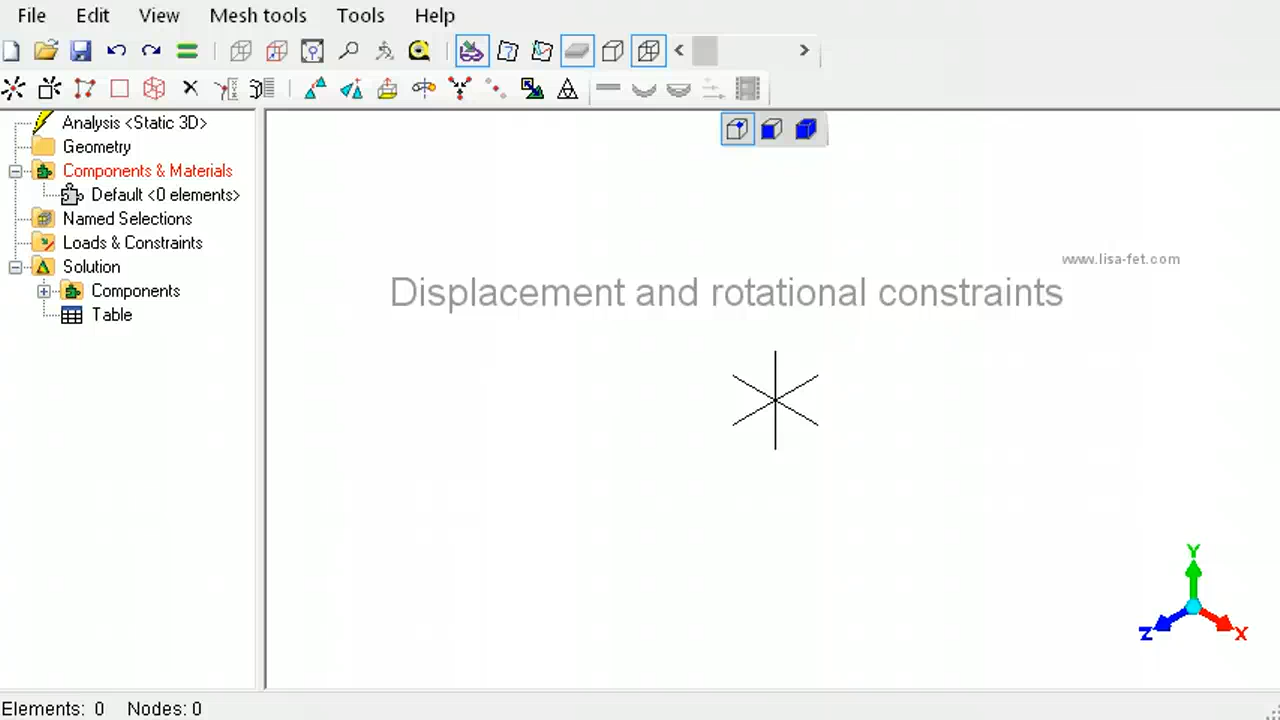 File Edit View Mesh tools Tools Help
Analysis <Static 3D>
Geometry
Components & Materials
Default <0 elements>
Named Selections
Loads & Constraints
Solution
Components
Table
www.lisa-fet.com
Displacement and rotational constraints
Y
Z X
Elements: 0 Nodes: 0